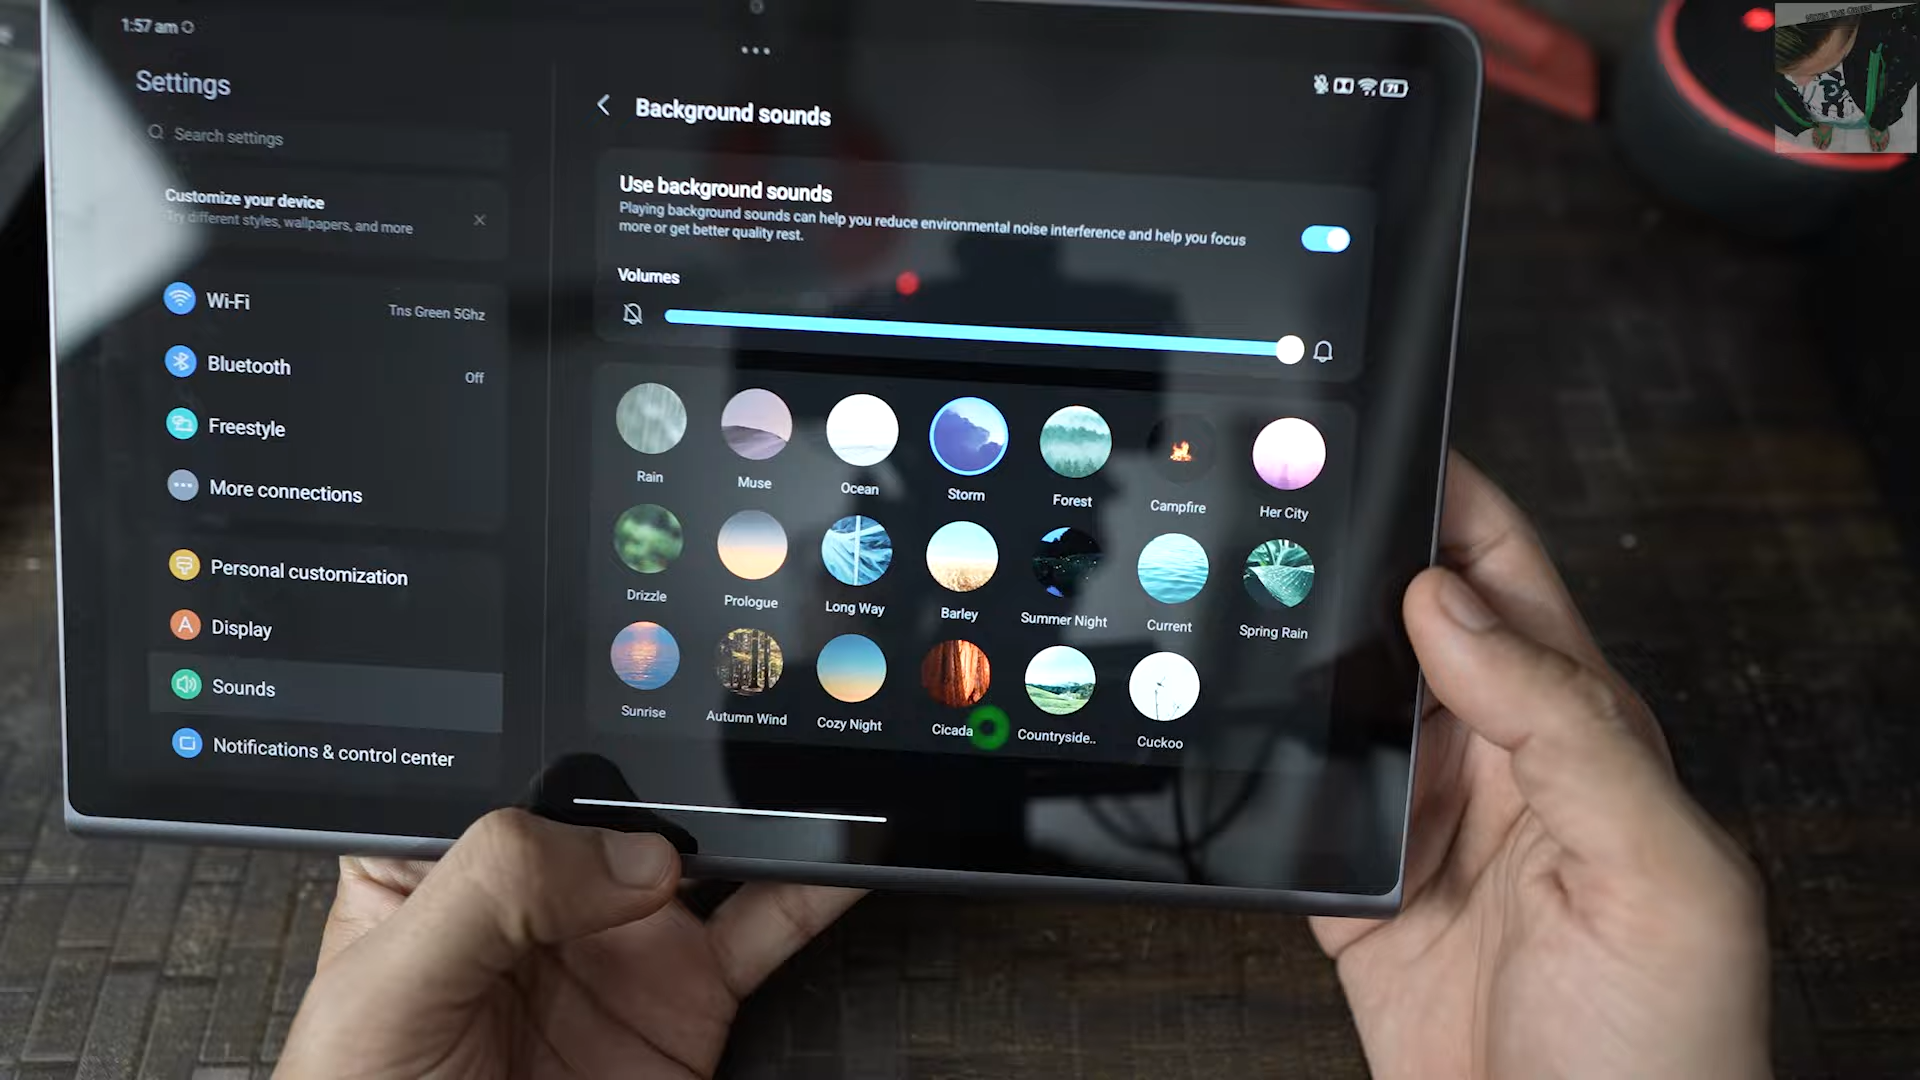 1:57 am
Settings
Search settings
Customize your device
Try different styles, wallpapers, and more
Wi-Fi
Tns Green 5Ghz
Bluetooth
Off
Freestyle
More connections
Personal customization
Display
Sounds
Notifications & control center
71
Background sounds
Use background sounds
Playing background sounds can help you reduce environmental noise interference and help you focus
more or get better quality rest.
Volumes
Rain
Muse
Ocean
Storm
Forest
Campfire
Her City
Drizzle
Prologue
Long Way
Barley
Summer Night
Current
Spring Rain
Sunrise
Autumn Wind
Cozy Night
Cicada
Countryside..
Cuckoo